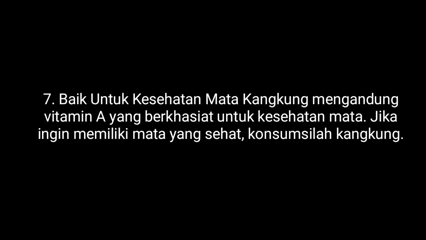 7. Baik Untuk Kesehatan Mata Kangkung mengandung
vitamin A yang berkhasiat untuk kesehatan mata. Jika
ingin memiliki mata yang sehat, konsumsilah kangkung.